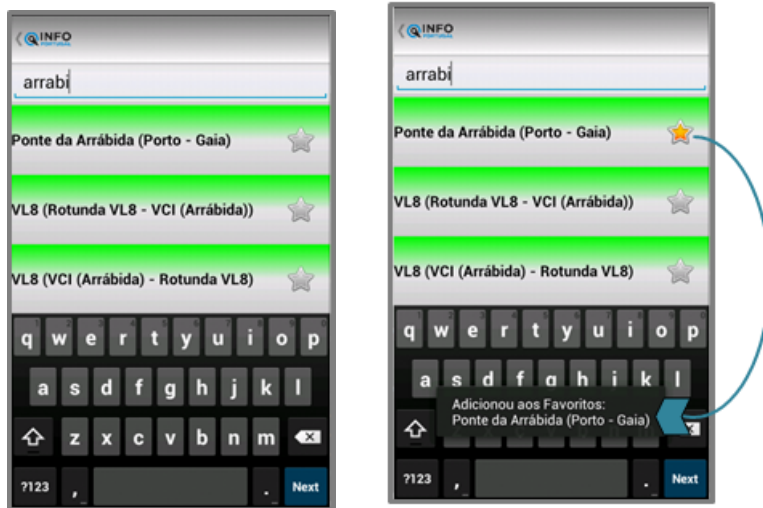 INFO
PORTUGAL
arrabi
Ponte da Arrábida (Porto - Gaia)
VL8 (Rotunda VL8 - VCI (Arrábida))
VL8 (VCI (Arrábida) - Rotunda VL8)
q w e r t y u i o p
a s d f g h j k l
z x c v b n m
?123 , . Next
INFO
PORTUGAL
arrabi
Ponte da Arrábida (Porto - Gaia)
VL8 (Rotunda VL8 - VCI (Arrábida))
VL8 (VCI (Arrábida) - Rotunda VL8)
q w e r t y u i o p
a s d f g h j k l
Adicionou aos Favoritos:
Ponte da Arrábida (Porto - Gaia)
?123 , . Next